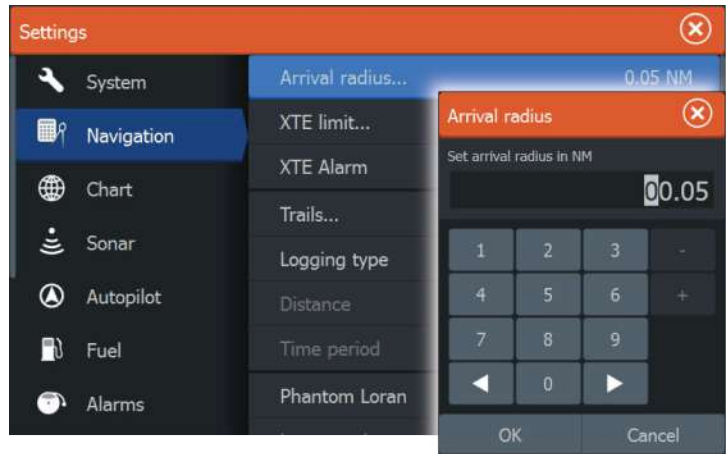 Settings
System
Navigation
Chart
Sonar
Autopilot
Fuel
Alarms
Arrival radius... 0.05 NM
XTE limit...
XTE Alarm
Trails...
Logging type
Distance
Time period
Phantom Loran
Arrival radius
Set arrival radius in NM
00.05
1 2 3 -
4 5 6 +
7 8 9
0
OK Cancel